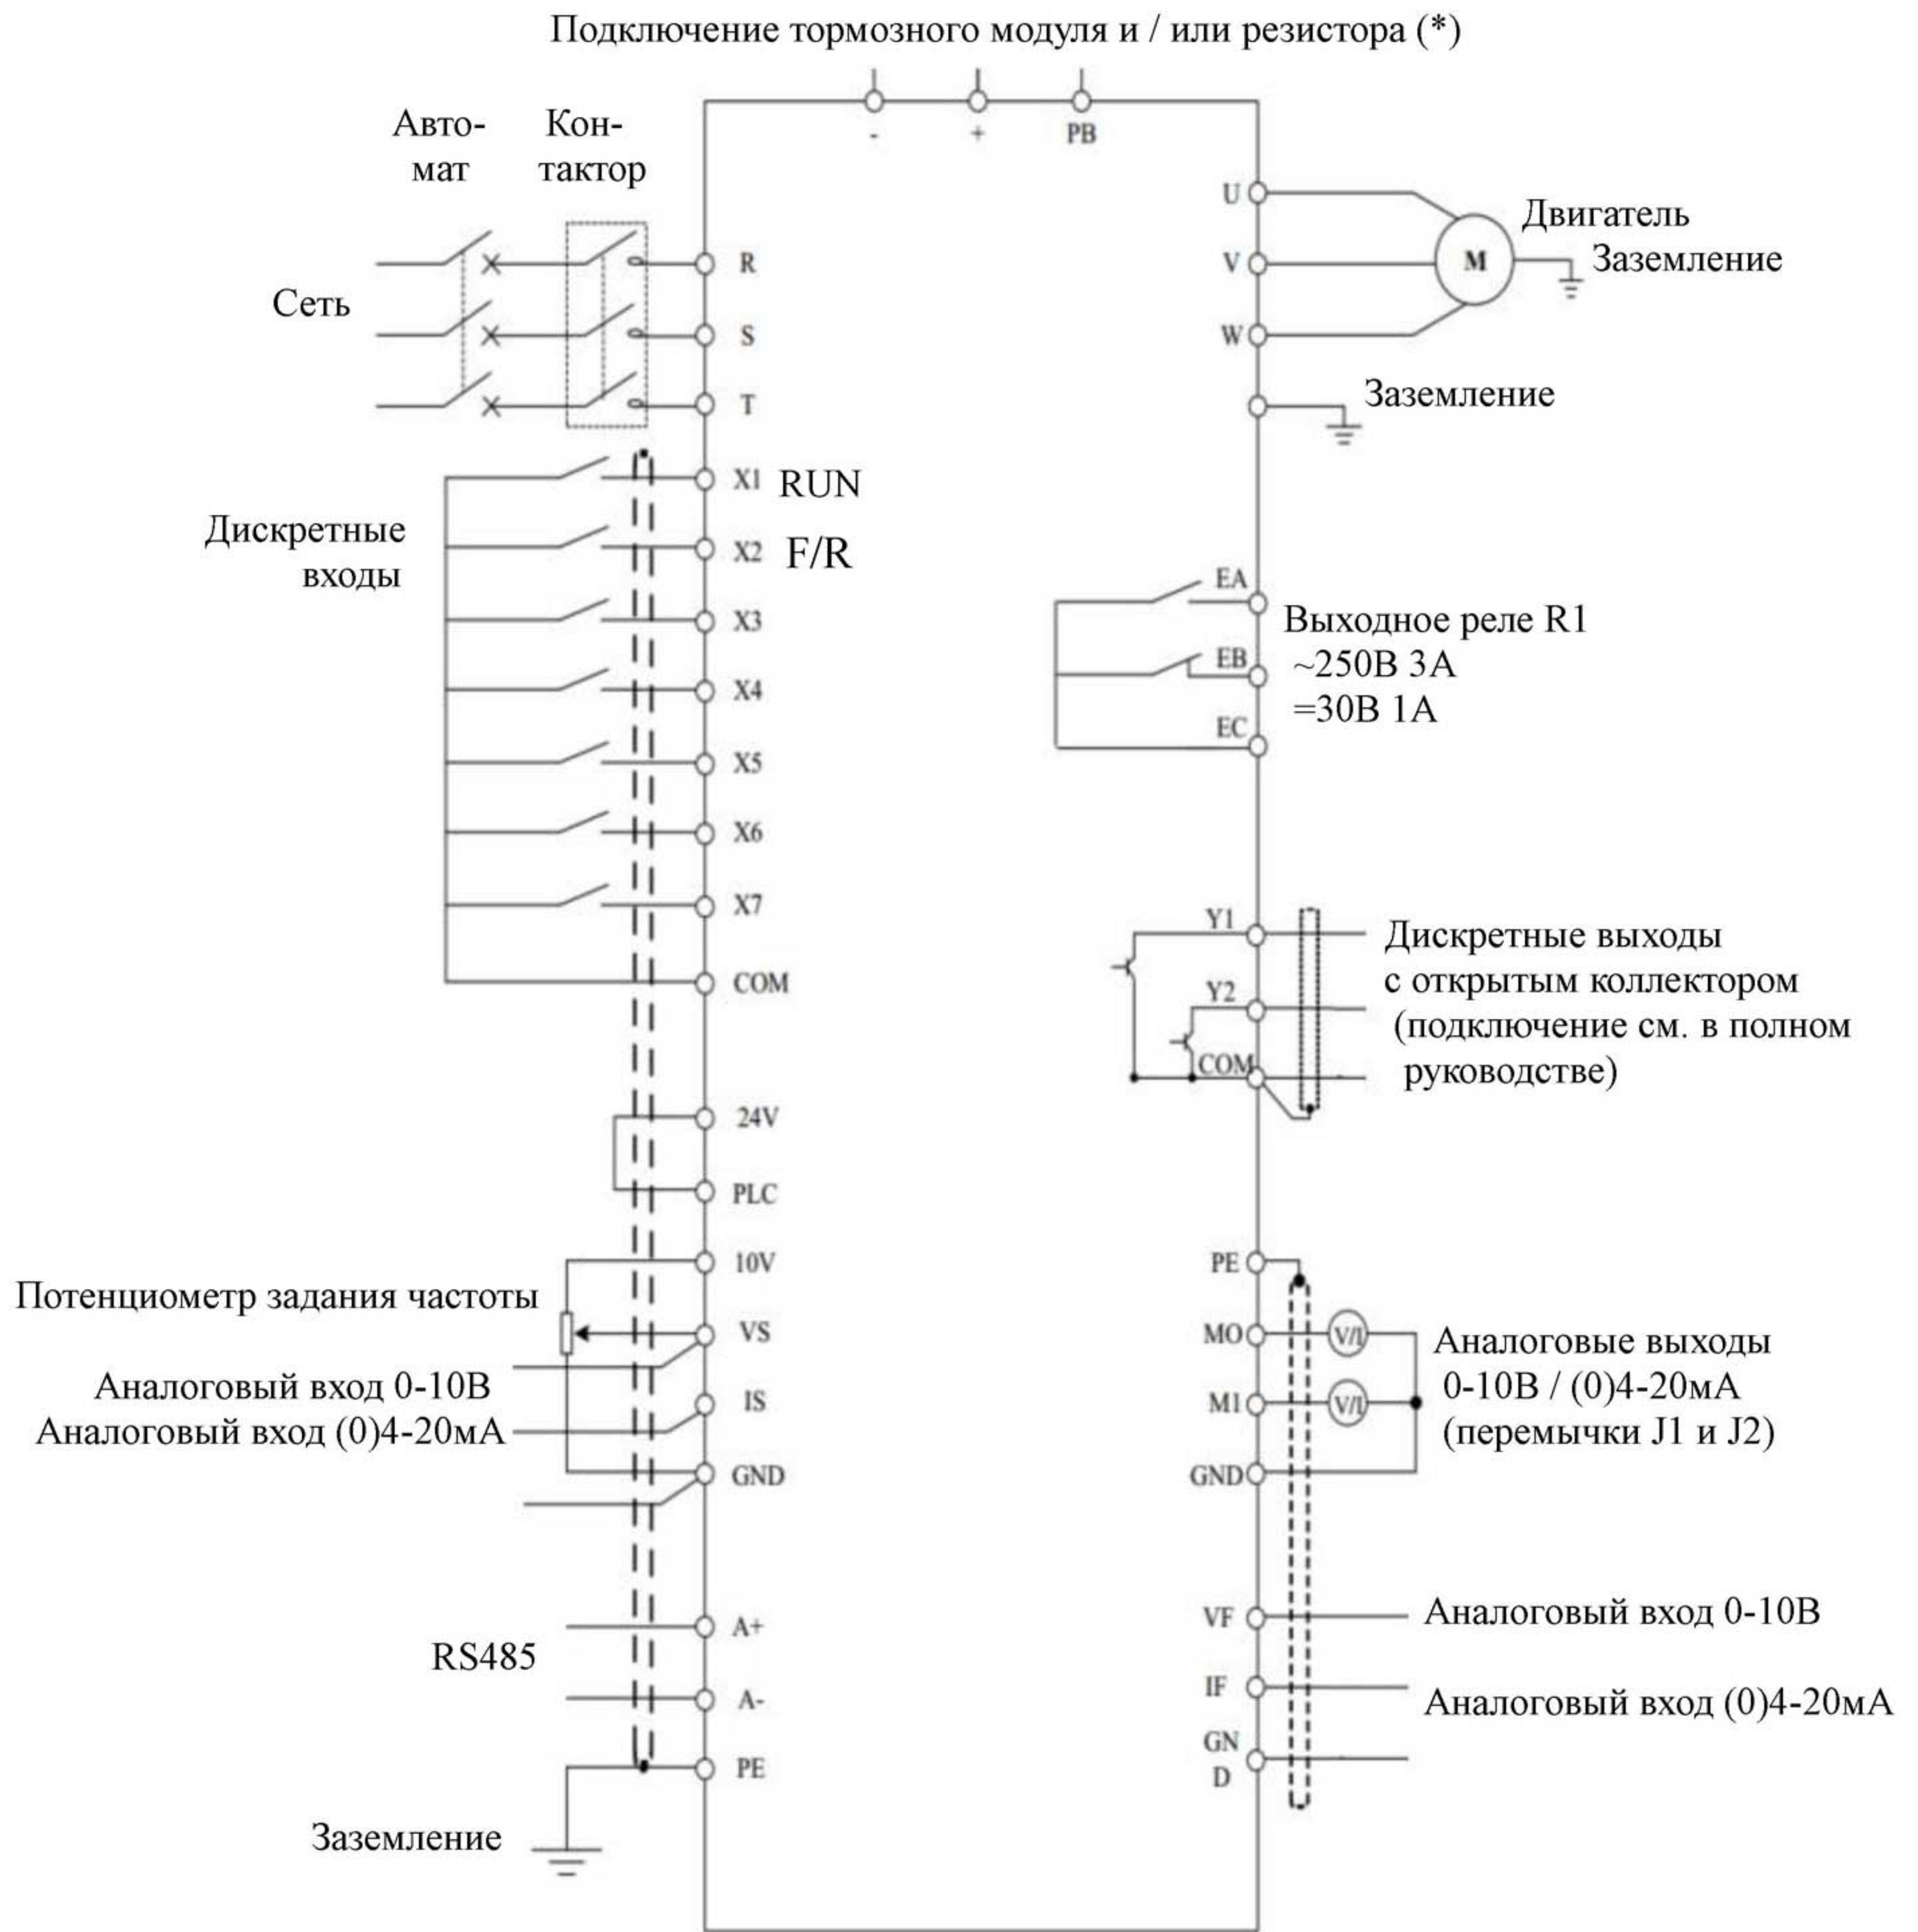 Подключение тормозного модуля и / или резистора (*)
- + PB
Авто-
мат
Кон-
тактор
Сеть
R
S
T
Дискретные
входы
X1 RUN
X2 F/R
X3
X4
X5
X6
X7
COM
24V
PLC
10V
Потенциометр задания частоты
VS
Аналоговый вход 0-10В
IS
Аналоговый вход (0)4-20мА
GND
RS485
A+
A-
PE
Заземление
U
V
W
M
Двигатель
Заземление
Заземление
EA
EB
EC
Выходное реле R1
~250В 3А
=30В 1А
Y1
Y2
COM
Дискретные выходы
с открытым коллектором
(подключение см. в полном
руководстве)
PE
MO
V/I
M1
V/I
GND
Аналоговые выходы
0-10В / (0)4-20мА
(перемычки J1 и J2)
VF
Аналоговый вход 0-10В
IF
Аналоговый вход (0)4-20мА
GN
D